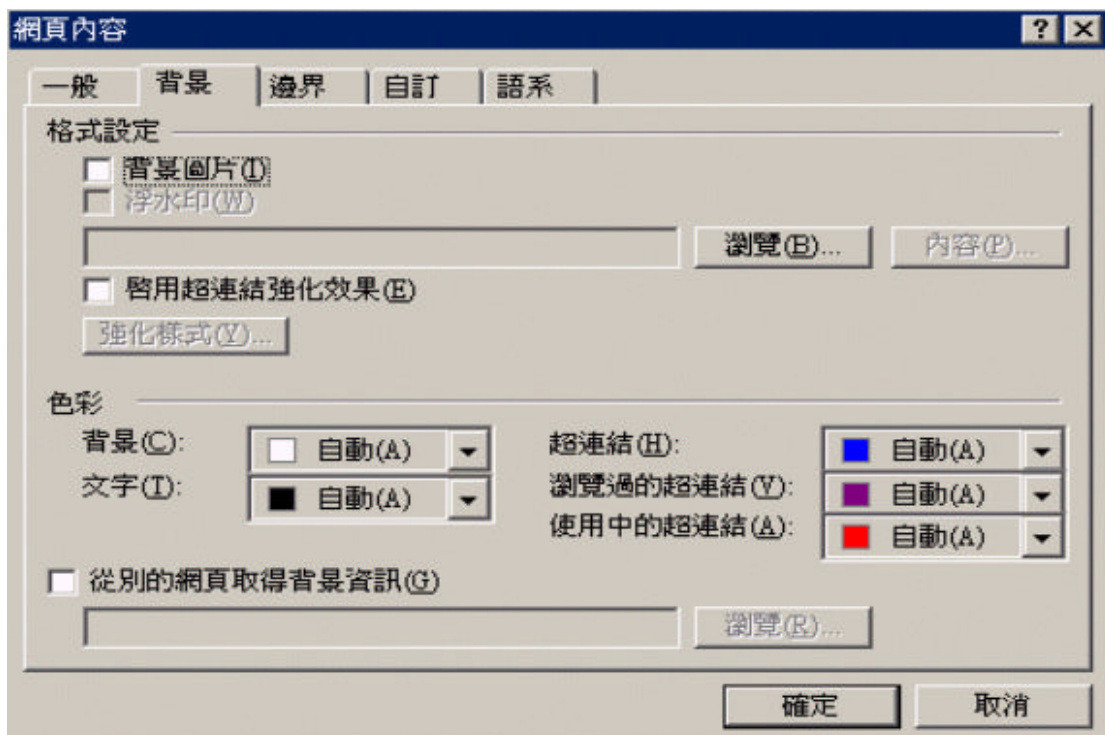 網頁內容
一般 背景 邊界 自訂 語系
格式設定
背景圖片(I)
浮水印(W)
瀏覽(B)... 內容(P)...
啓用超連結強化效果(E)
強化樣式(Y)...
色彩
背景(C): 自動(A) 超連結(H): 自動(A)
文字(T): 自動(A) 瀏覽過的超連結(V): 自動(A)
使用中的超連結(A): 自動(A)
從別的網頁取得背景資訊(G)
瀏覽(R)...
確定 取消